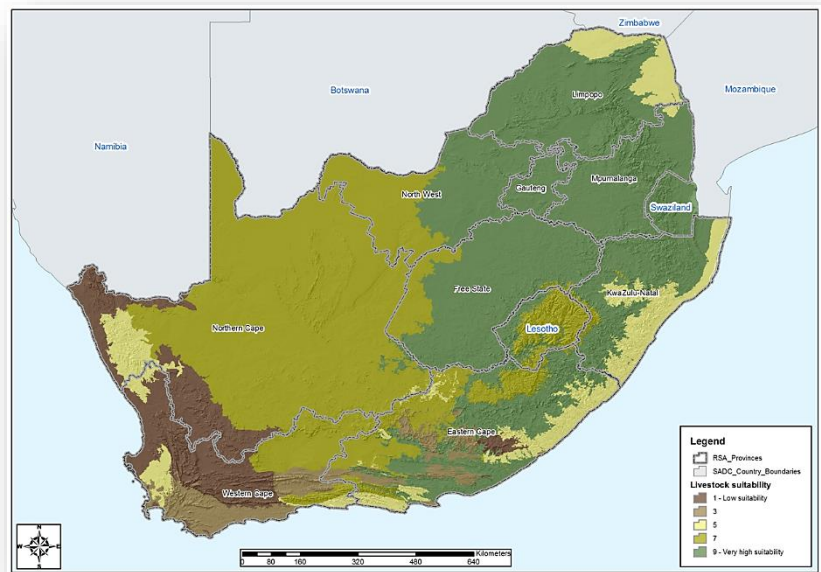 Zimbabwe
Botswana
Limpopo
Mozambique
Namibia
North West
Gauteng
Mpumalanga
Swaziland
Free State
KwaZulu-Natal
Northern Cape
Lesotho
Eastern Cape
Western Cape
Legend
RSA_Provinces
SADC_Country_Boundaries
Livestock suitability
1 - Low suitability
3
5
7
9 - Very high suitability
N
W E
S
Kilometers
0 80 160 320 480 640